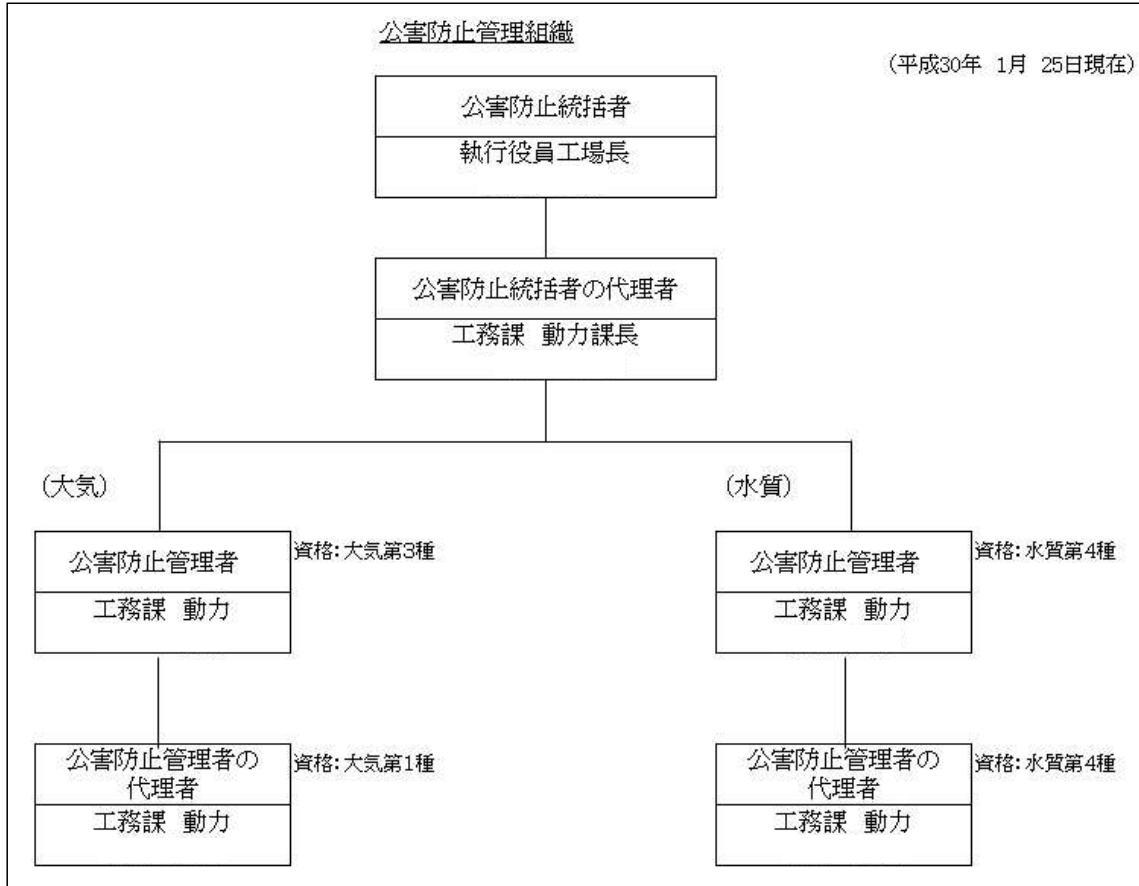 公害防止管理組織
(平成30年 1月 25日現在)
公害防止統括者
執行役員工場長
公害防止統括者の代理者
工務課 動力課長
(大気)
(水質)
公害防止管理者
資格:大気第3種
工務課 動力
公害防止管理者
資格:水質第4種
工務課 動力
公害防止管理者の
代理者
資格:大気第1種
工務課 動力
公害防止管理者の
代理者
資格:水質第4種
工務課 動力